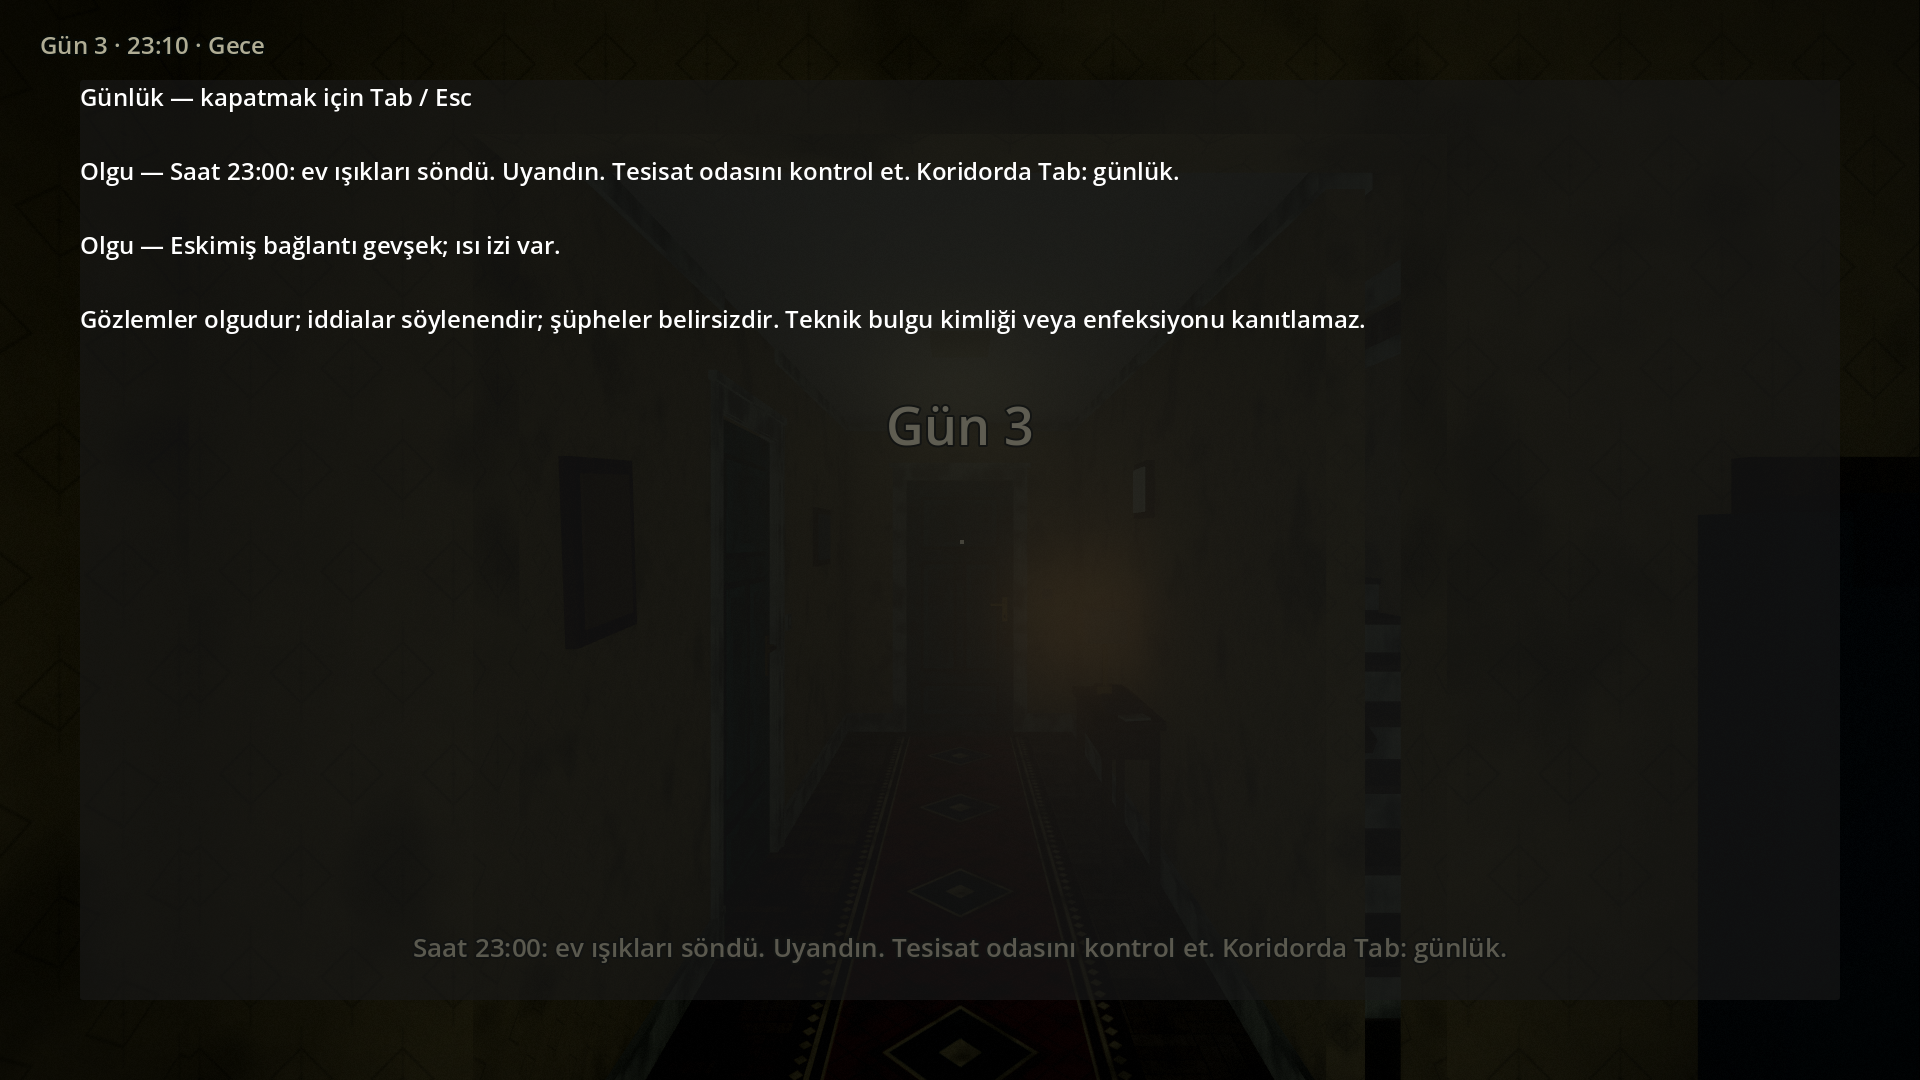 Gün 3 · 23:10 · Gece
Günlük — kapatmak için Tab / Esc
Olgu — Saat 23:00: ev ışıkları söndü. Uyandın. Tesisat odasını kontrol et. Koridorda Tab: günlük.
Olgu — Eskimiş bağlantı gevşek; ısı izi var.
Gözlemler olgudur; iddialar söylenendir; şüpheler belirsizdir. Teknik bulgu kimliği veya enfeksiyonu kanıtlamaz.
Gün 3
Saat 23:00: ev ışıkları söndü. Uyandın. Tesisat odasını kontrol et. Koridorda Tab: günlük.